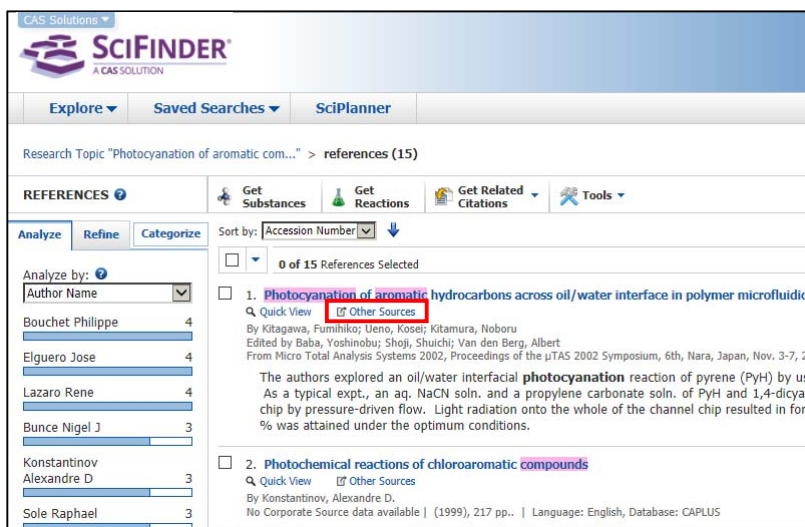 CAS Solutions
SCIFINDER®
A CAS SOLUTION
Explore Saved Searches SciPlanner
Research Topic "Photocyanation of aromatic com..." > references (15)
REFERENCES
Get Substances
Get Reactions
Get Related Citations
Tools
Analyze Refine Categorize
Analyze by:
Author Name
Bouchet Philippe 4
Elguero Jose 4
Lazaro Rene 4
Bunce Nigel J 3
Konstantinov
Alexandre D 3
Sole Raphael 3
Sort by: Accession Number
0 of 15 References Selected
1. Photocyanation of aromatic hydrocarbons across oil/water interface in polymer microfluidic
Quick View Other Sources
By Kitagawa, Fumihiko; Ueno, Kosei; Kitamura, Noboru
Edited by Baba, Yoshinobu; Shoji, Shuichi; Van den Berg, Albert
From Micro Total Analysis Systems 2002, Proceedings of the µTAS 2002 Symposium, 6th, Nara, Japan, Nov. 3-7, 2
The authors explored an oil/water interfacial photocyanation reaction of pyrene (PyH) by us
As a typical expt., an aq. NaCN soln. and a propylene carbonate soln. of PyH and 1,4-dicya
chip by pressure-driven flow. Light radiation onto the whole of the channel chip resulted in for
% was attained under the optimum conditions.
2. Photochemical reactions of chloroaromatic compounds
Quick View Other Sources
By Konstantinov, Alexandre D.
No Corporate Source data available | (1999), 217 pp.. | Language: English, Database: CAPLUS